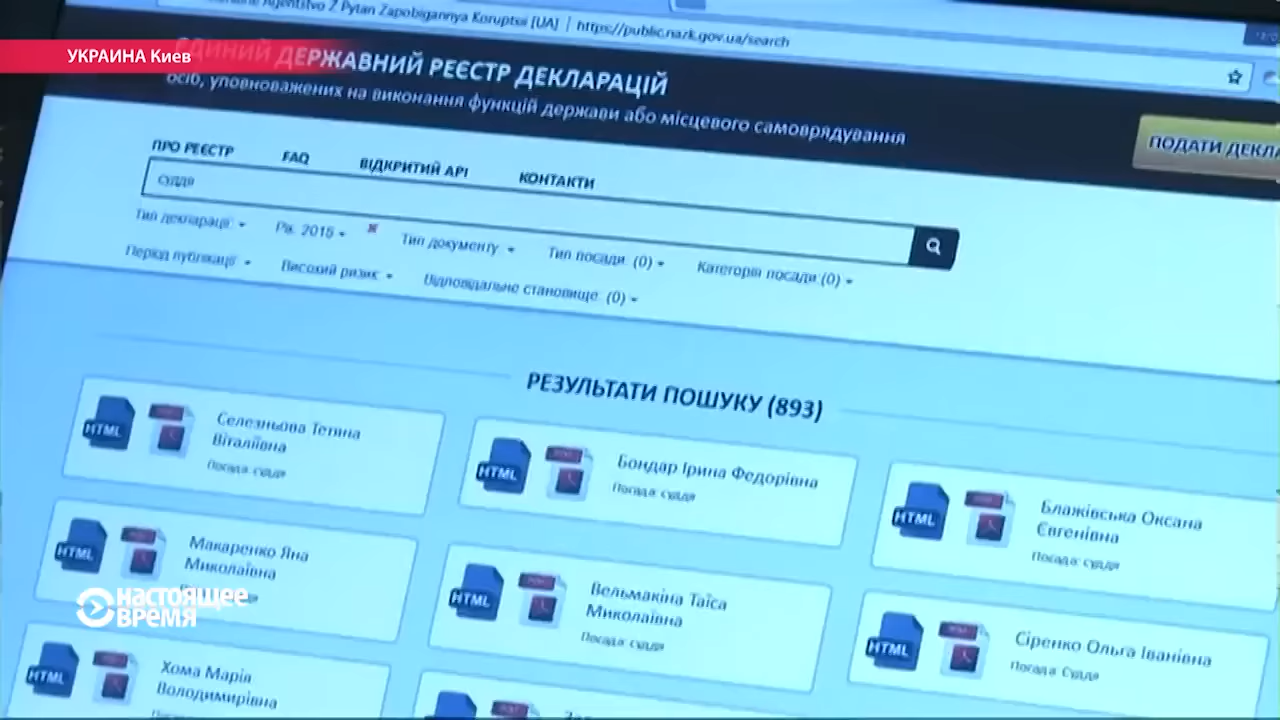 Agentstvo Z Pytan Zapobigannya Koruptsii [UA] | https://public.nazk.gov.ua/search
УКРАИНА Киев
ЄДИНИЙ ДЕРЖАВНИЙ РЕЄСТР ДЕКЛАРАЦІЙ
осіб, уповноважених на виконання функцій держави або місцевого самоврядування
ПОДАТИ ДЕКЛА
ПРО РЕЄСТР FAQ ВІДКРИТИЙ API КОНТАКТИ
суддя
Тип декларації: Рік: 2015 Тип документу Тип посади: (0) Категорія посади:(0)
Період публікації Високий ризик Відповідальне становище: (0)
РЕЗУЛЬТАТИ ПОШУКУ (893)
HTML
Селезньова Тетяна
Віталіївна
Посада: суддя
HTML
Бондар Ірина Федорівна
Посада: суддя
HTML
Блажівська Оксана
Євгенівна
Посада: суддя
HTML
Макаренко Яна
Миколаївна
HTML
Вельмакіна Таїса
Миколаївна
Посада: суддя
HTML
Сіренко Ольга Іванівна
Посада: Суддя
НАСТОЯЩЕЕ
ВРЕМЯ
HTML
Хома Марія
Володимирівна